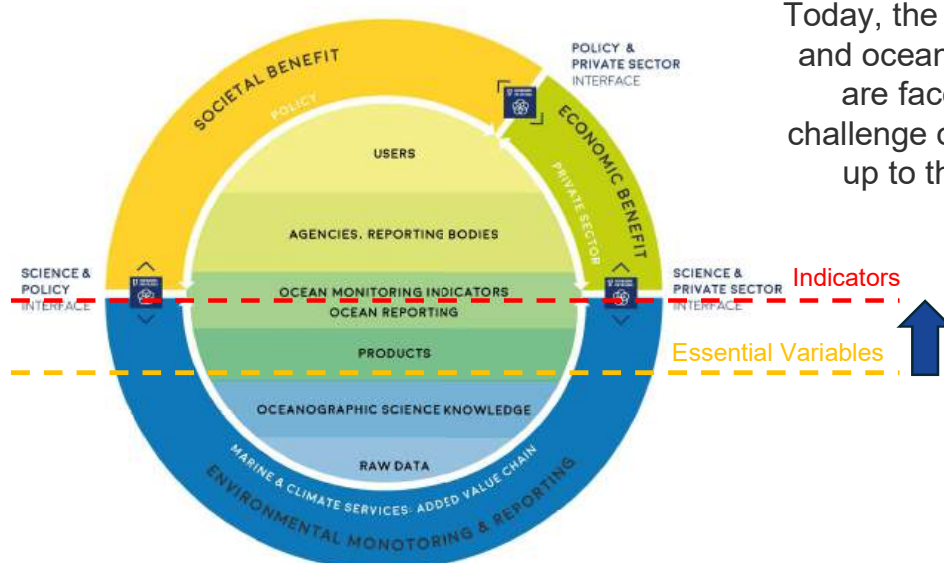 Today, the
and ocean
are face
challenge o
up to th
SOCIETAL BENEFIT
POLICY
POLICY &
PRIVATE SECTOR
INTERFACE
ECONOMIC BENEFIT
PRIVATE SECTOR
USERS
AGENCIES, REPORTING BODIES
SCIENCE &
POLICY
INTERFACE
OCEAN MONITORING INDICATORS
OCEAN REPORTING
SCIENCE &
PRIVATE SECTOR
INTERFACE
Indicators
PRODUCTS
Essential Variables
OCEANOGRAPHIC SCIENCE KNOWLEDGE
RAW DATA
MARINE & CLIMATE SERVICES: ADDED VALUE CHAIN
ENVIRONMENTAL MONOTORING & REPORTING